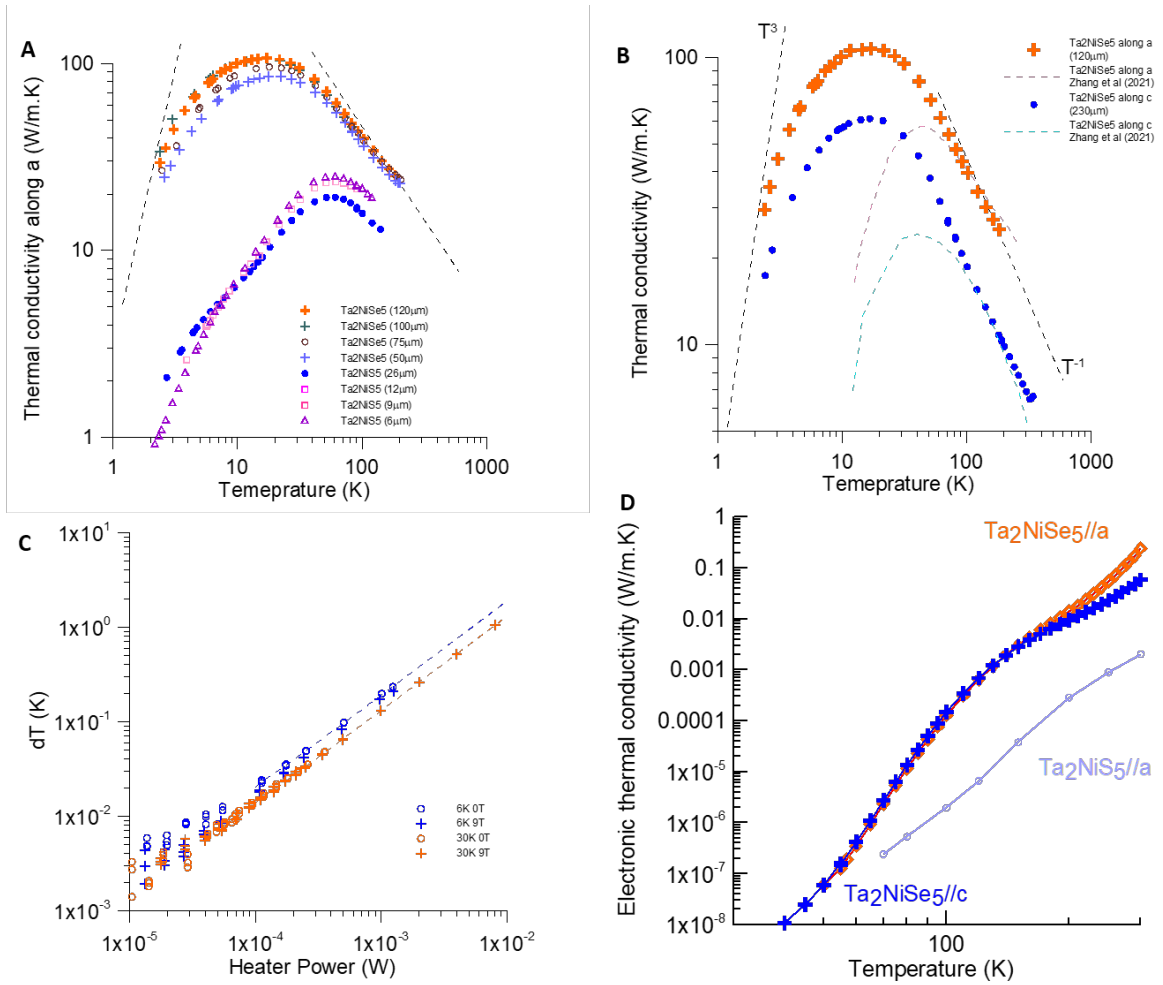 A
Thermal conductivity along a (W/m.K)
100
10
1
1
10
100
1000
Temeprature (K)
Ta2NiSe5 (120µm)
Ta2NiSe5 (100µm)
Ta2NiSe5 (75µm)
Ta2NiSe5 (50µm)
Ta2NiS5 (26µm)
Ta2NiS5 (12µm)
Ta2NiS5 (9µm)
Ta2NiS5 (6µm)
B
Thermal conductivity (W/m.K)
T3
T-1
100
10
1
10
100
1000
Temeprature (K)
Ta2NiSe5 along a
(120µm)
Ta2NiSe5 along a
Zhang et al (2021)
Ta2NiSe5 along c
(230µm)
Ta2NiSe5 along c
Zhang et al (2021)
C
dT (K)
1x101
1x100
1x10-1
1x10-2
1x10-3
1x10-5
1x10-4
1x10-3
1x10-2
Heater Power (W)
6K 0T
6K 9T
30K 0T
30K 9T
D
Electronic thermal conductivity (W/m.K)
1
0.1
0.01
0.001
0.0001
1x10-5
1x10-6
1x10-7
1x10-8
100
Temperature (K)
Ta2NiSe5//a
Ta2NiS5//a
Ta2NiSe5//c